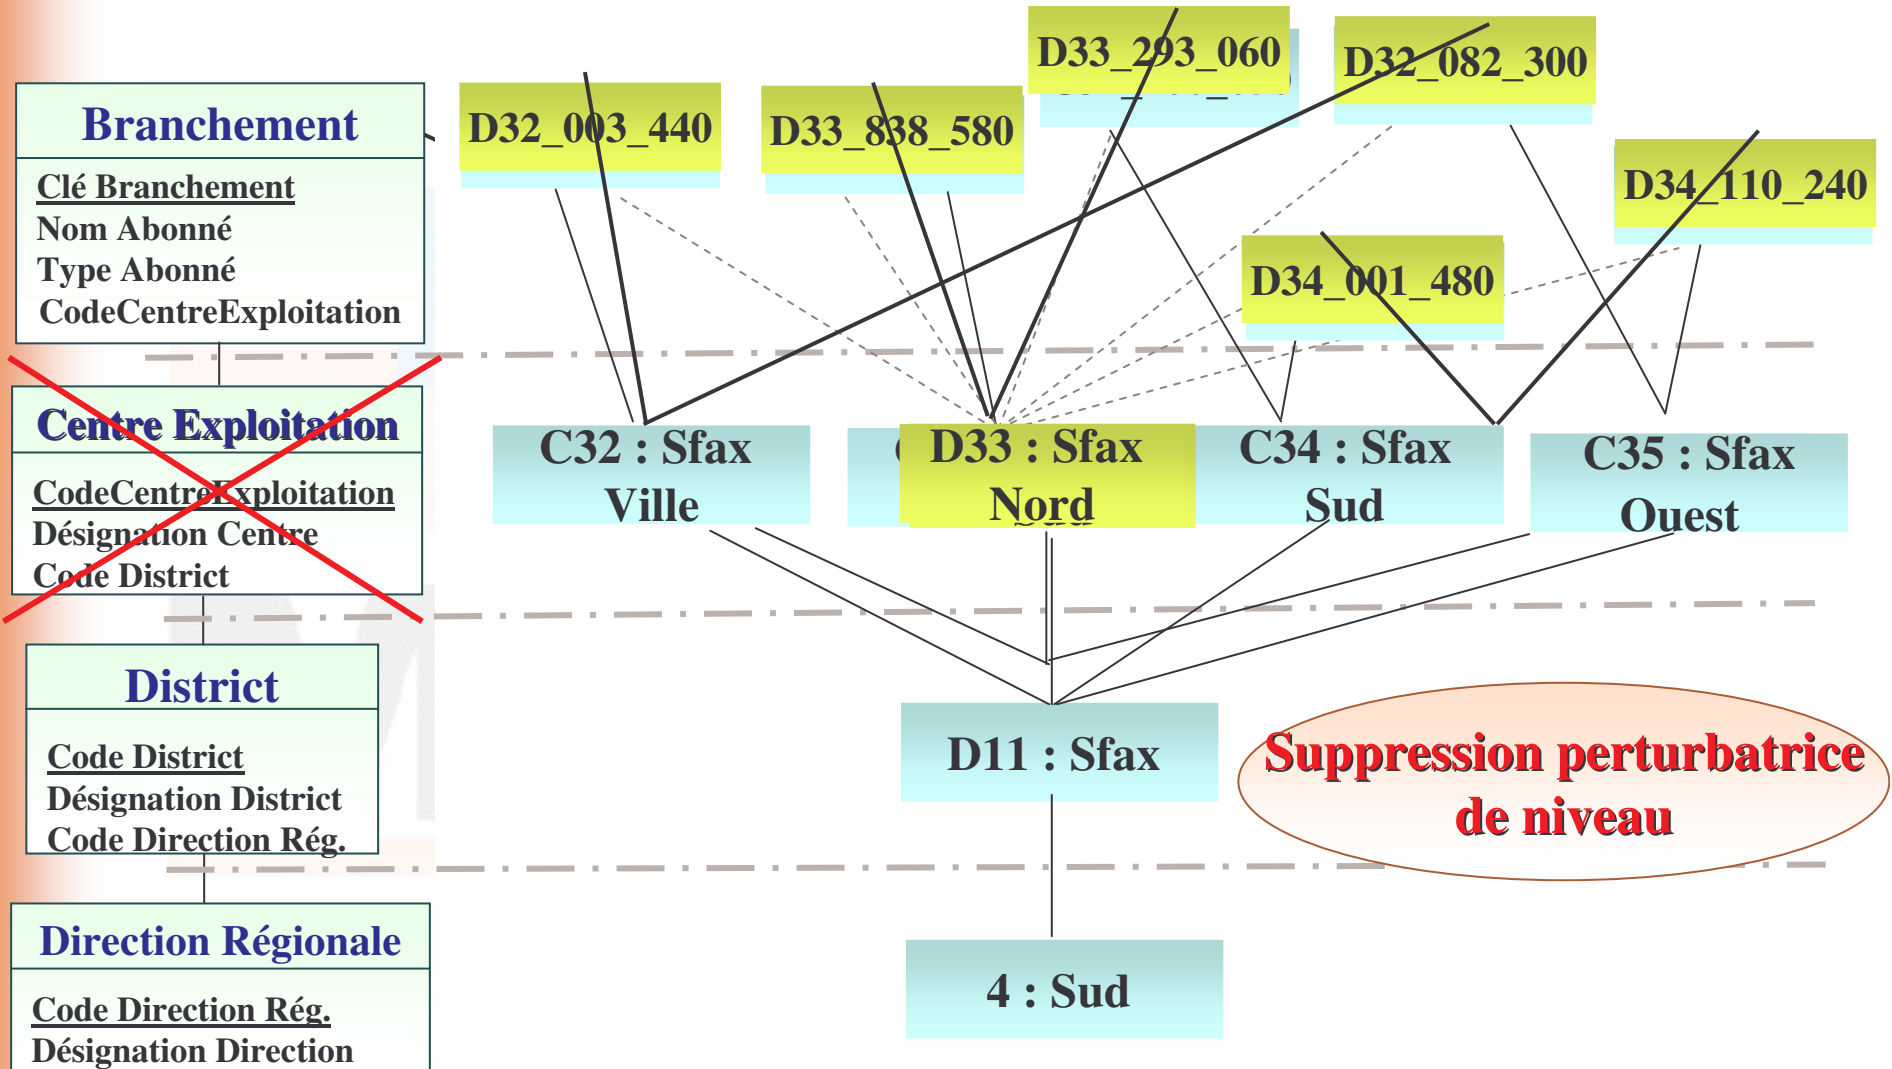 Branchement
Clé Branchement
Nom Abonné
Type Abonné
CodeCentreExploitation
Centre Exploitation
CodeCentreExploitation
Désignation Centre
Code District
District
Code District
Désignation District
Code Direction Rég.
Direction Régionale
Code Direction Rég.
Désignation Direction
D32_003_440
D33_838_580
D33_293_060
D32_082_300
D34_110_240
D34_001_480
C32 : Sfax
Ville
D33 : Sfax
Nord
C34 : Sfax
Sud
C35 : Sfax
Ouest
D11 : Sfax
4 : Sud
Suppression perturbatrice
de niveau